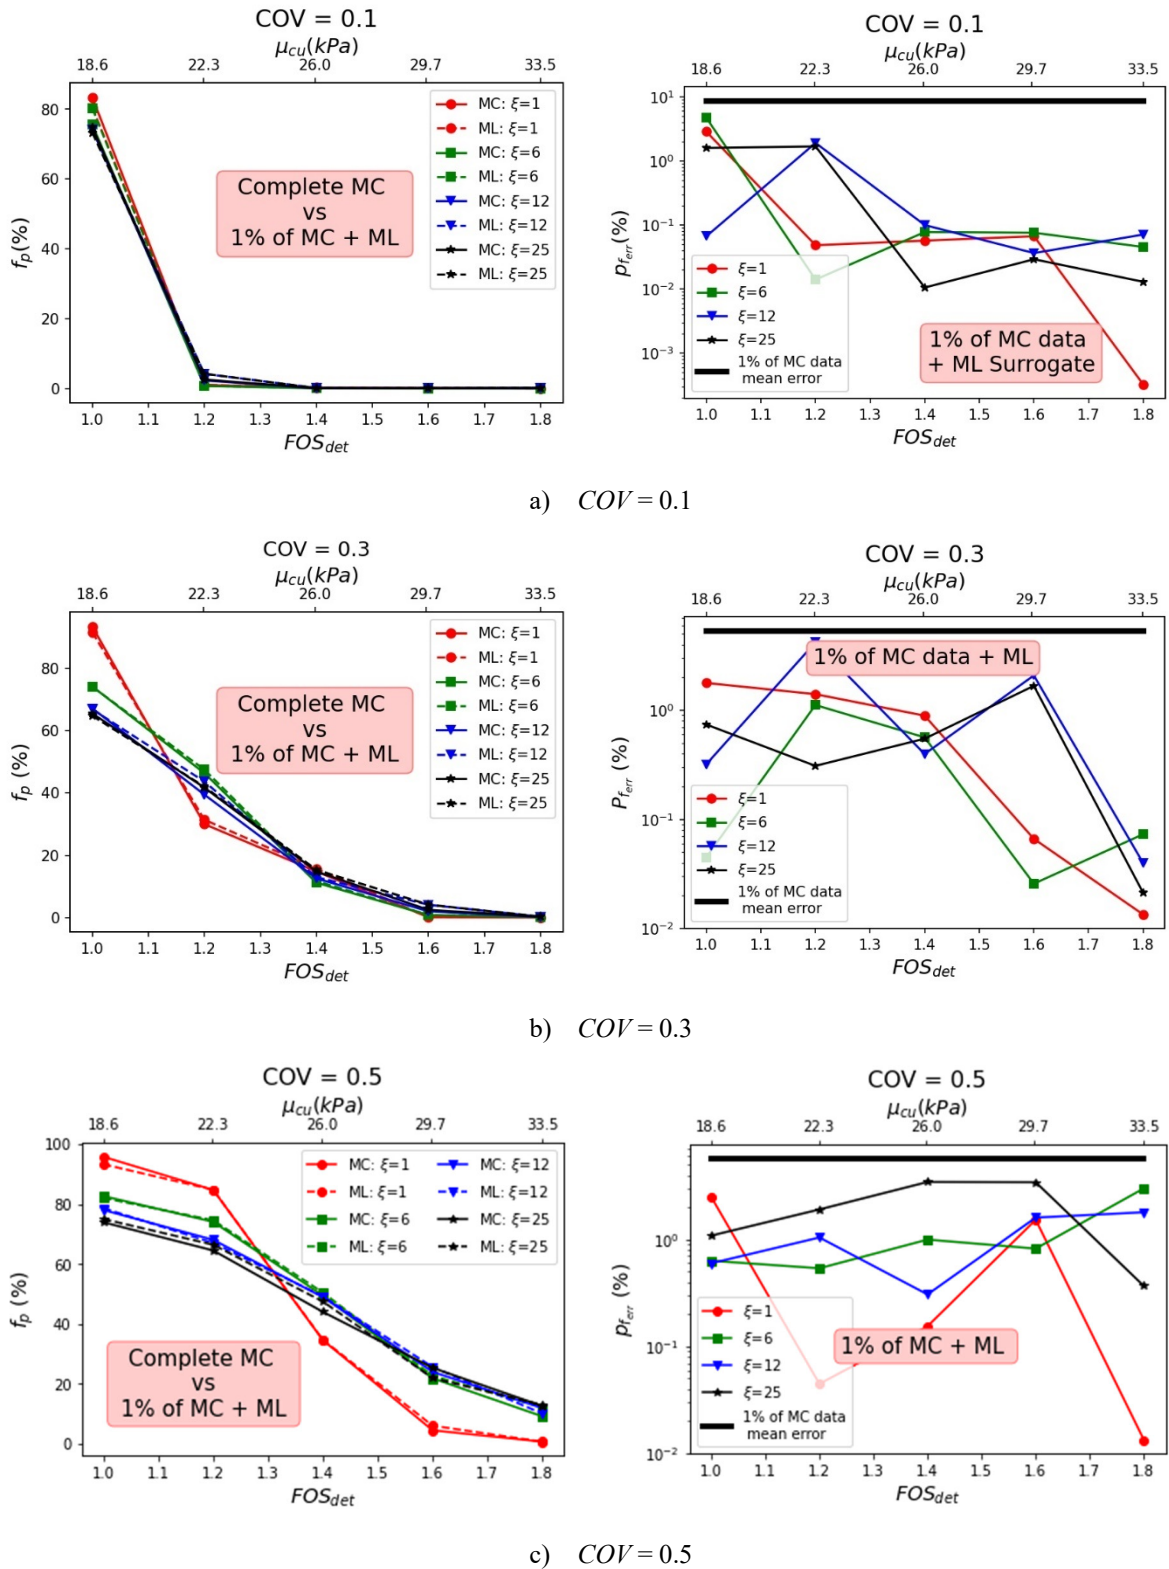 COV = 0.1
μcu(kPa)
18.6 22.3 26.0 29.7 33.5
fp(%)
80
60
40
20
0
MC: ξ=1
ML: ξ=1
MC: ξ=6
ML: ξ=6
MC: ξ=12
ML: ξ=12
MC: ξ=25
ML: ξ=25
Complete MC
vs
1% of MC + ML
1.0 1.1 1.2 1.3 1.4 1.5 1.6 1.7 1.8
FOSdet
COV = 0.1
μcu(kPa)
18.6 22.3 26.0 29.7 33.5
pferr(%)
10¹
10⁰
10⁻¹
10⁻²
10⁻³
ξ=1
ξ=6
ξ=12
ξ=25
1% of MC data
mean error
1% of MC data
+ ML Surrogate
1.0 1.1 1.2 1.3 1.4 1.5 1.6 1.7 1.8
FOSdet
a) COV = 0.1
COV = 0.3
μcu(kPa)
18.6 22.3 26.0 29.7 33.5
fp (%)
80
60
40
20
0
MC: ξ=1
ML: ξ=1
MC: ξ=6
ML: ξ=6
MC: ξ=12
ML: ξ=12
MC: ξ=25
ML: ξ=25
Complete MC
vs
1% of MC + ML
1.0 1.1 1.2 1.3 1.4 1.5 1.6 1.7 1.8
FOSdet
COV = 0.3
μcu(kPa)
18.6 22.3 26.0 29.7 33.5
Pferr (%)
10⁰
10⁻¹
10⁻²
1% of MC data + ML
ξ=1
ξ=6
ξ=12
ξ=25
1% of MC data
mean error
1.0 1.1 1.2 1.3 1.4 1.5 1.6 1.7 1.8
FOSdet
b) COV = 0.3
COV = 0.5
μcu(kPa)
18.6 22.3 26.0 29.7 33.5
fp (%)
100
80
60
40
20
0
MC: ξ=1 MC: ξ=12
ML: ξ=1 ML: ξ=12
MC: ξ=6 MC: ξ=25
ML: ξ=6 ML: ξ=25
Complete MC
vs
1% of MC + ML
1.0 1.1 1.2 1.3 1.4 1.5 1.6 1.7 1.8
FOSdet
COV = 0.5
μcu(kPa)
18.6 22.3 26.0 29.7 33.5
pferr (%)
10⁰
10⁻¹
10⁻²
ξ=1
ξ=6
ξ=12
ξ=25
1% of MC data
mean error
1% of MC + ML
1.0 1.1 1.2 1.3 1.4 1.5 1.6 1.7 1.8
FOSdet
c) COV = 0.5